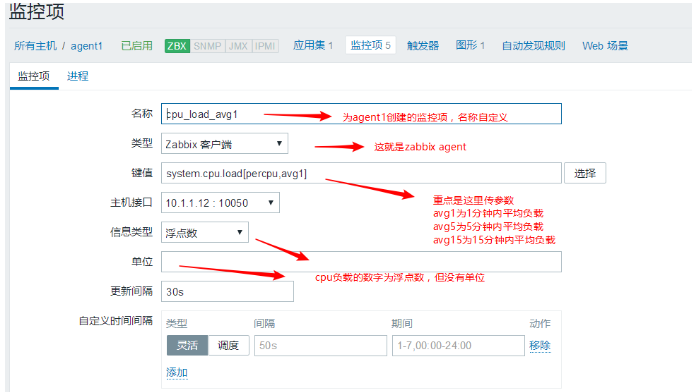 监控项
所有主机 / agent1 已启用 ZBX SNMP JMX IPMI 应用集 1 监控项 5 触发器 图形 1 自动发现规则 Web 场景
监控项 进程
名称 cpu_load_avg1
为agent1创建的监控项，名称自定义
类型 Zabbix 客户端
这就是zabbix agent
键值 system.cpu.load[percpu,avg1] 选择
主机接口 10.1.1.12 : 10050
重点是这里传参数
avg1为1分钟内平均负载
avg5为5分钟内平均负载
avg15为15分钟内平均负载
信息类型 浮点数
单位
cpu负载的数字为浮点数，但没有单位
更新间隔 30s
自定义时间间隔 类型 间隔 期间 动作
灵活 调度 50s 1-7,00:00-24:00 移除
添加